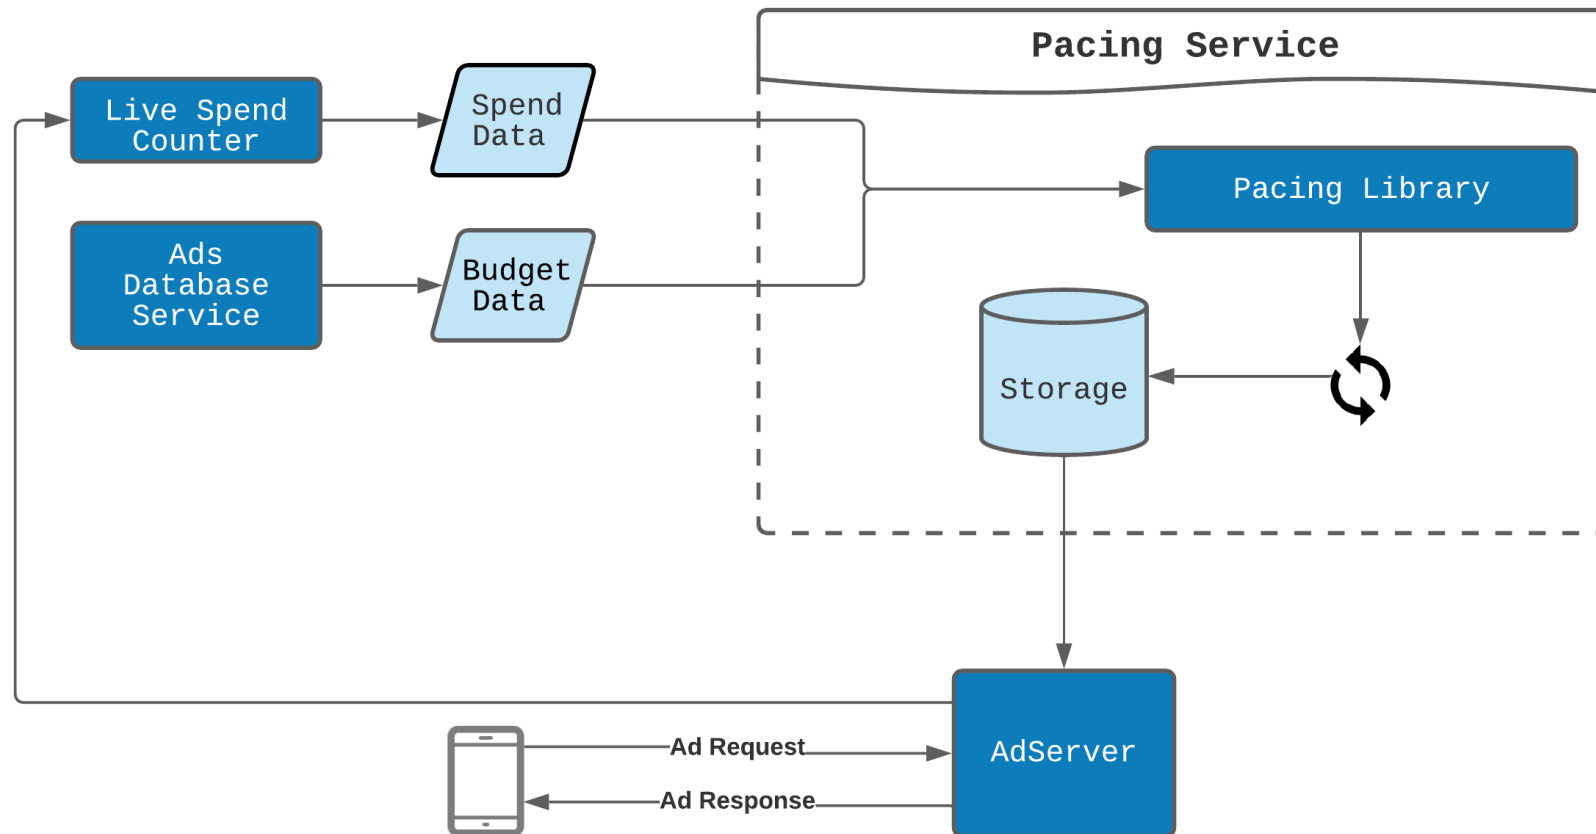 Pacing Service
Live Spend
Counter
Spend
Data
Pacing Library
Ads
Database
Service
Budget
Data
Storage
AdServer
Ad Request
Ad Response